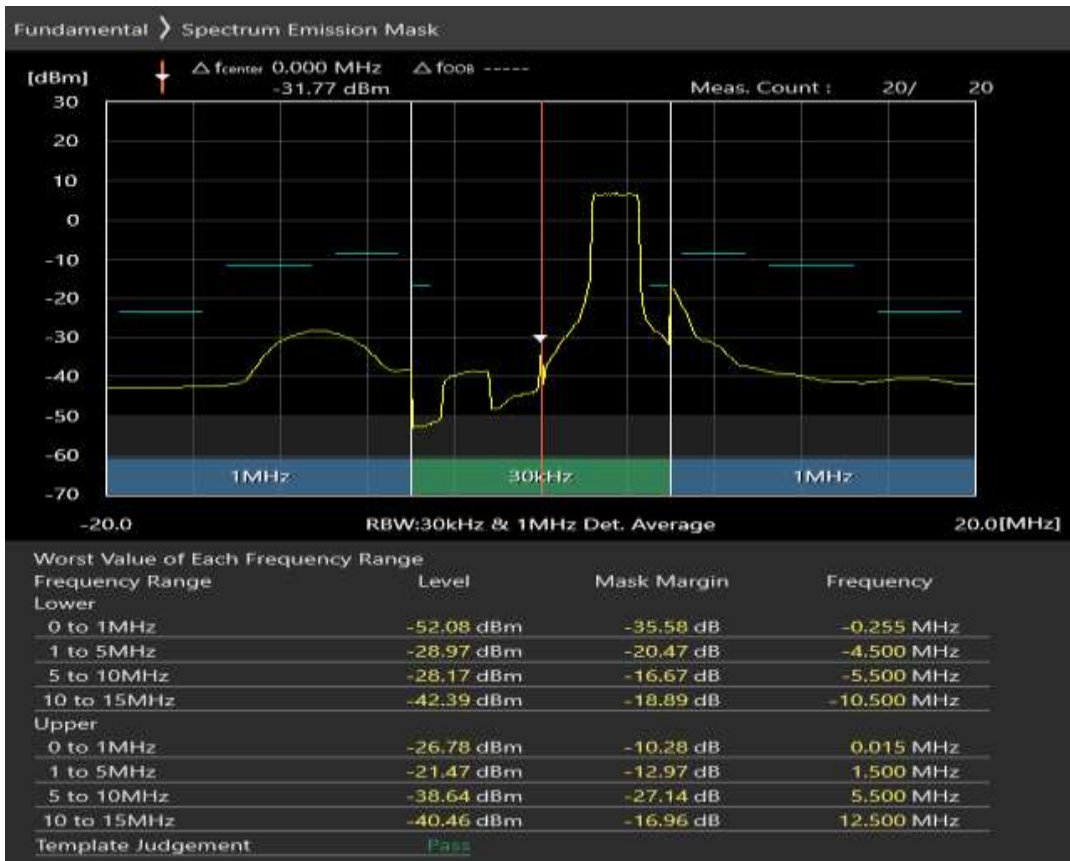 Fundamental 〉 Spectrum Emission Mask
[dBm] △ fcenter 0.000 MHz △ fOOB -----
-31.77 dBm Meas. Count : 20/ 20
30
20
10
0
-10
-20
-30
-40
-50
-60
1MHz 30kHz 1MHz
-70
-20.0 RBW:30kHz & 1MHz Det. Average 20.0[MHz]
Worst Value of Each Frequency Range
Frequency Range Level Mask Margin Frequency
Lower
0 to 1MHz -52.08 dBm -35.58 dB -0.255 MHz
1 to 5MHz -28.97 dBm -20.47 dB -4.500 MHz
5 to 10MHz -28.17 dBm -16.67 dB -5.500 MHz
10 to 15MHz -42.39 dBm -18.89 dB -10.500 MHz
Upper
0 to 1MHz -26.78 dBm -10.28 dB 0.015 MHz
1 to 5MHz -21.47 dBm -12.97 dB 1.500 MHz
5 to 10MHz -38.64 dBm -27.14 dB 5.500 MHz
10 to 15MHz -40.46 dBm -16.96 dB 12.500 MHz
Template Judgement Pass